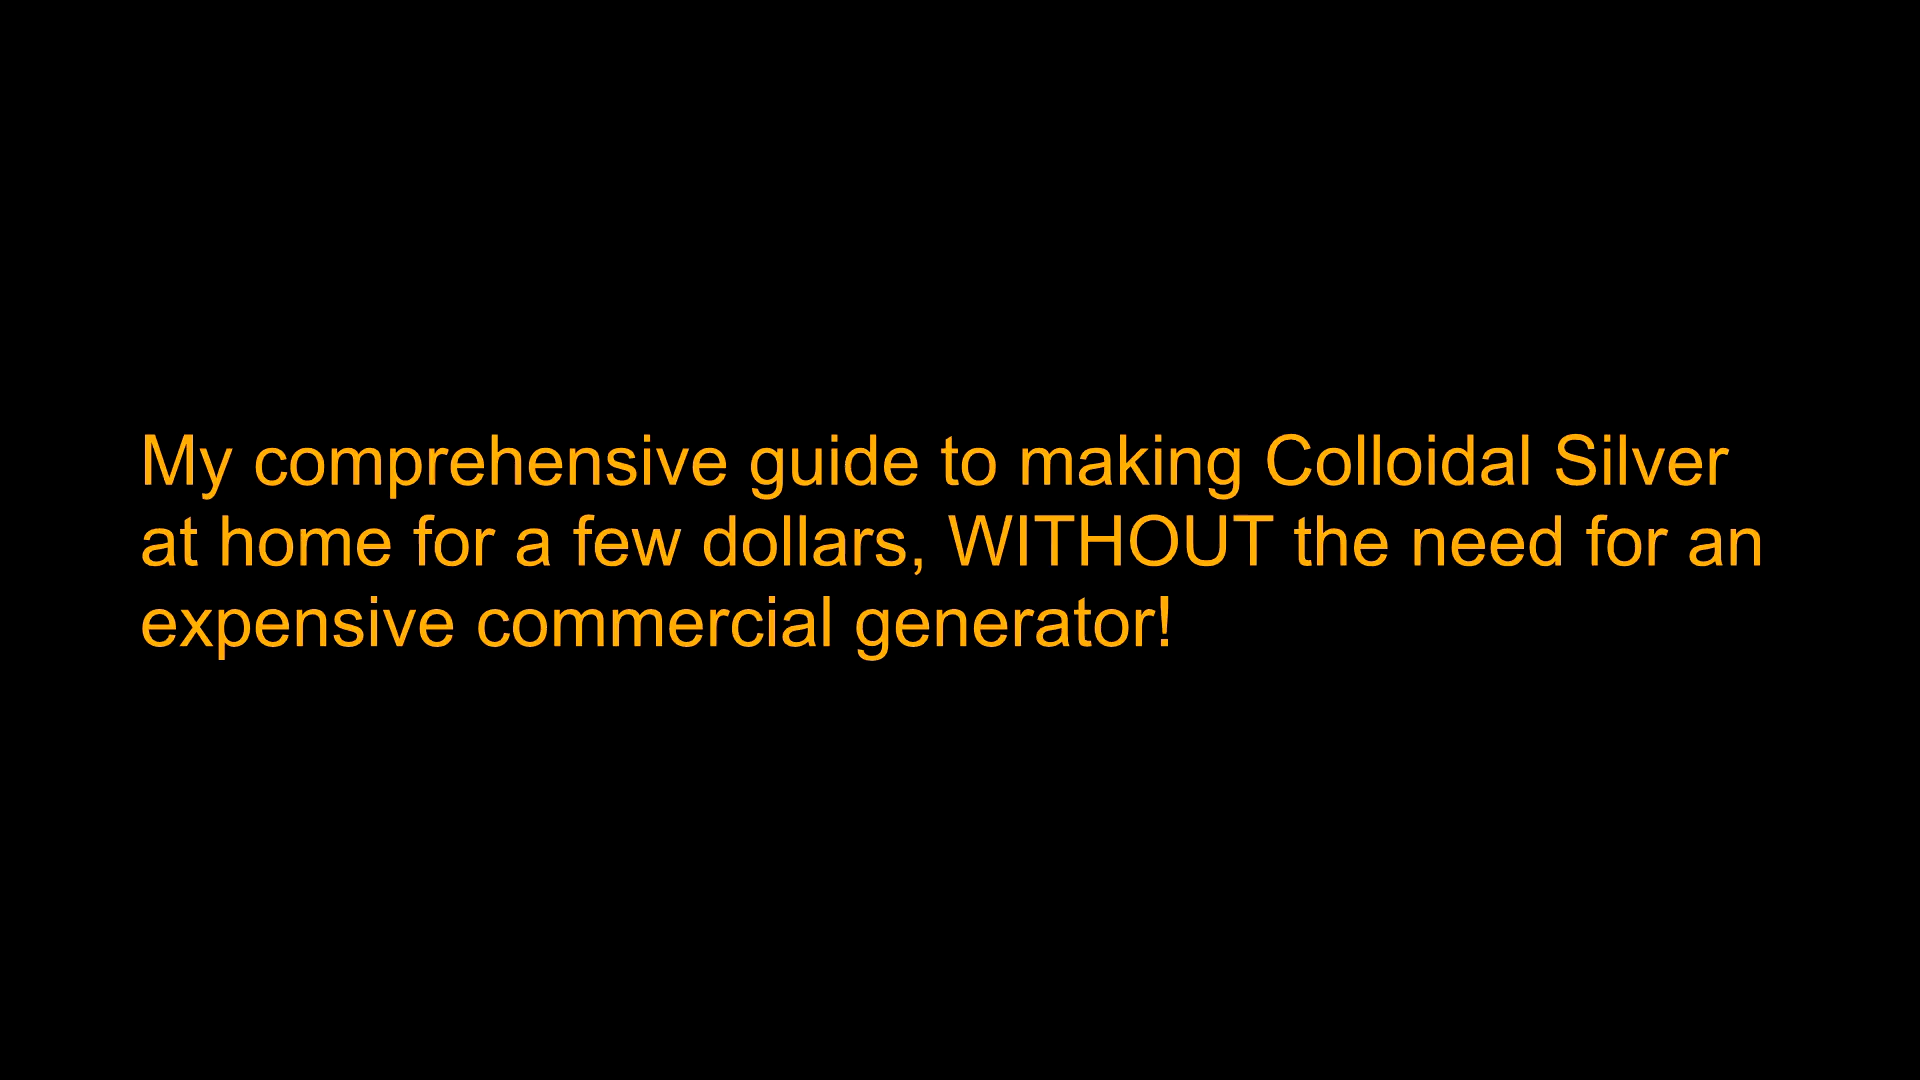 My comprehensive guide to making Colloidal Silver
at home for a few dollars, WITHOUT the need for an
expensive commercial generator!